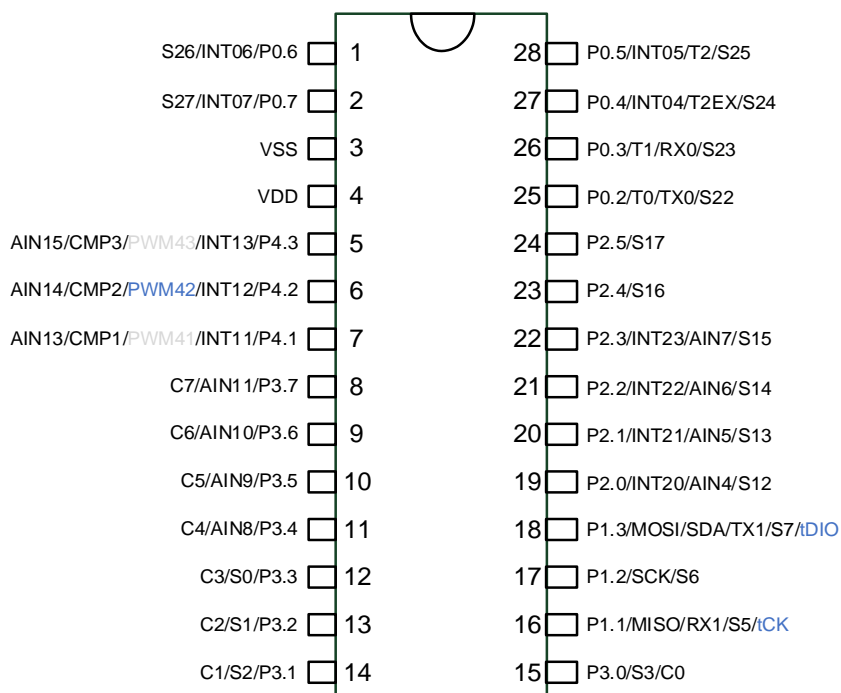 S26/INT06/P0.6 1 28 P0.5/INT05/T2/S25
S27/INT07/P0.7 2 27 P0.4/INT04/T2EX/S24
VSS 3 26 P0.3/T1/RX0/S23
VDD 4 25 P0.2/T0/TX0/S22
AIN15/CMP3/PWM43/INT13/P4.3 5 24 P2.5/S17
AIN14/CMP2/PWM42/INT12/P4.2 6 23 P2.4/S16
AIN13/CMP1/PWM41/INT11/P4.1 7 22 P2.3/INT23/AIN7/S15
C7/AIN11/P3.7 8 21 P2.2/INT22/AIN6/S14
C6/AIN10/P3.6 9 20 P2.1/INT21/AIN5/S13
C5/AIN9/P3.5 10 19 P2.0/INT20/AIN4/S12
C4/AIN8/P3.4 11 18 P1.3/MOSI/SDA/TX1/S7/tDIO
C3/S0/P3.3 12 17 P1.2/SCK/S6
C2/S1/P3.2 13 16 P1.1/MISO/RX1/S5/tCK
C1/S2/P3.1 14 15 P3.0/S3/C0